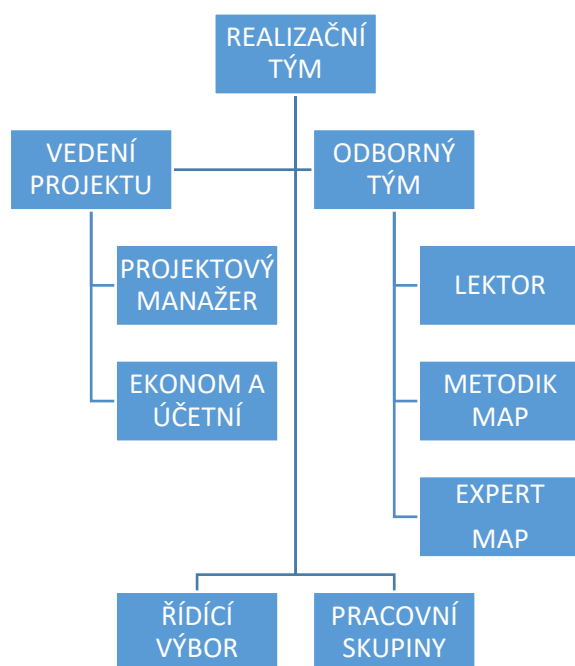 REALIZAČNÍ
TÝM
VEDENÍ
PROJEKTU
ODBORNÝ
TÝM
PROJEKTOVÝ
MANAŽER
LEKTOR
EKONOM A
ÚČETNÍ
METODIK
MAP
EXPERT
MAP
ŘÍDÍCÍ
VÝBOR
PRACOVNÍ
SKUPINY